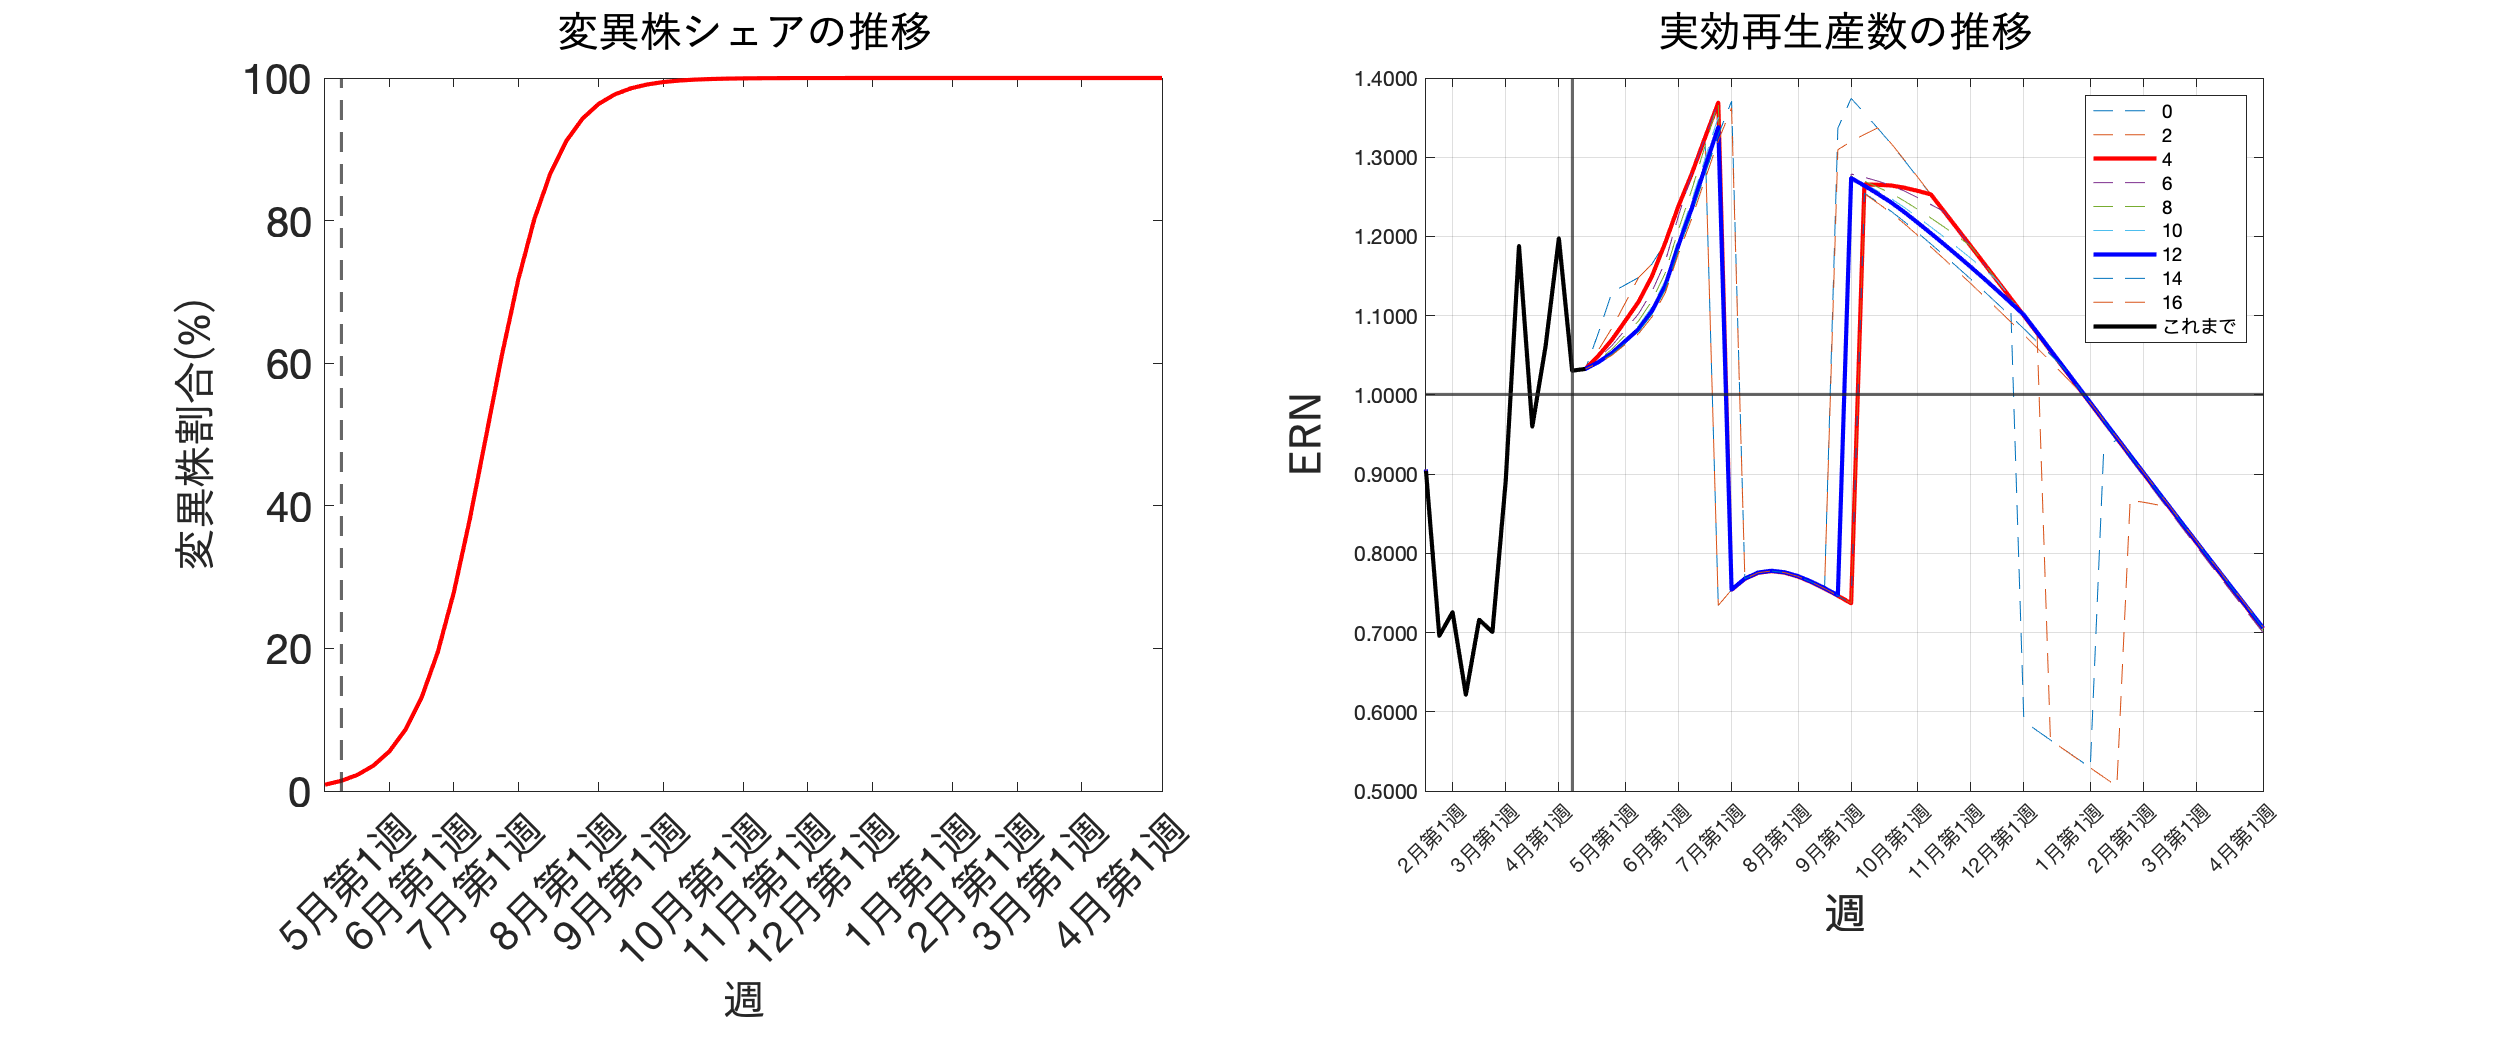 変異株シェアの推移
変異株割合(%)
100
80
60
40
20
0
5月第1週
6月第1週
7月第1週
8月第1週
9月第1週
10月第1週
11月第1週
12月第1週
1月第1週
2月第1週
3月第1週
4月第1週
週
実効再生産数の推移
ERN
1.4000
1.3000
1.2000
1.1000
1.0000
0.9000
0.8000
0.7000
0.6000
0.5000
0
2
4
6
8
10
12
14
16
これまで
2月第1週
3月第1週
4月第1週
5月第1週
6月第1週
7月第1週
8月第1週
9月第1週
10月第1週
11月第1週
12月第1週
1月第1週
2月第1週
3月第1週
4月第1週
週